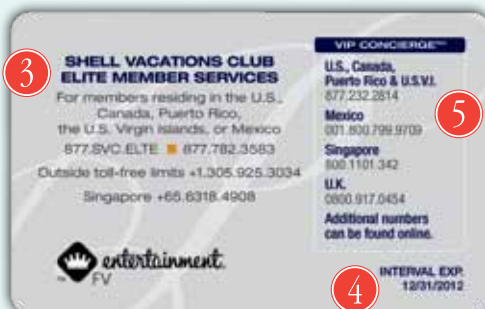 3
SHELL VACATIONS CLUB
ELITE MEMBER SERVICES
For members residing in the U.S.,
Canada, Puerto Rico,
the U.S. Virgin Islands, or Mexico
877.SVC.ELTE ■ 877.782.3583
Outside toll-free limits +1.305.925.3034
Singapore +65.6318.4908
entertainment.
FV
VIP CONCIERGE℠
U.S., Canada,
Puerto Rico & U.S.V.I.
877.232.2814
Mexico
001.800.799.9709
Singapore
800.1101.342
U.K.
0800.917.0454
Additional numbers
can be found online.
5
4
INTERVAL EXP.
12/31/2012